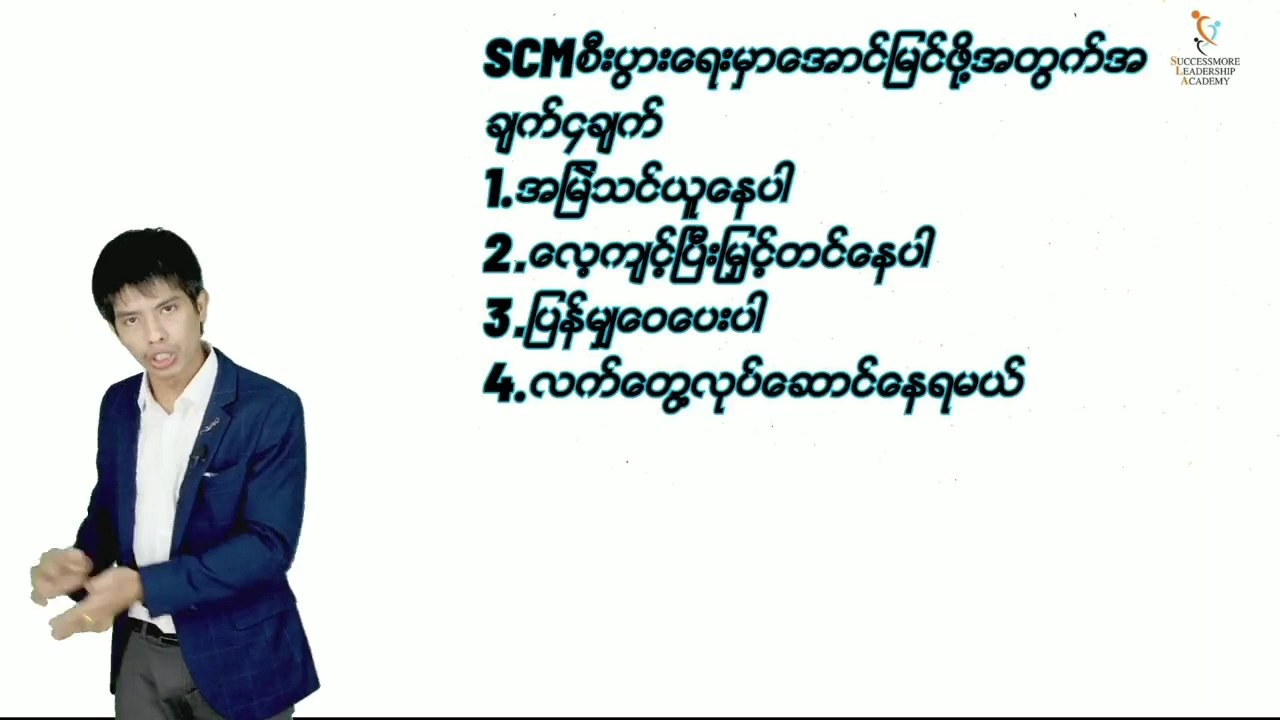 SCMစီးပွားရေးမှာအောင်မြင်ဖို့အတွက်အ
ချက်၄ချက်
1.အမြဲသင်ယူနေပါ
2.လေ့ကျင့်ပြီးမြှင့်တင်နေပါ
3.ပြန်မျှဝေပေးပါ
4.လက်တွေ့လုပ်ဆောင်နေရမယ်
SUCCESSMORE
LEADERSHIP
ACADEMY